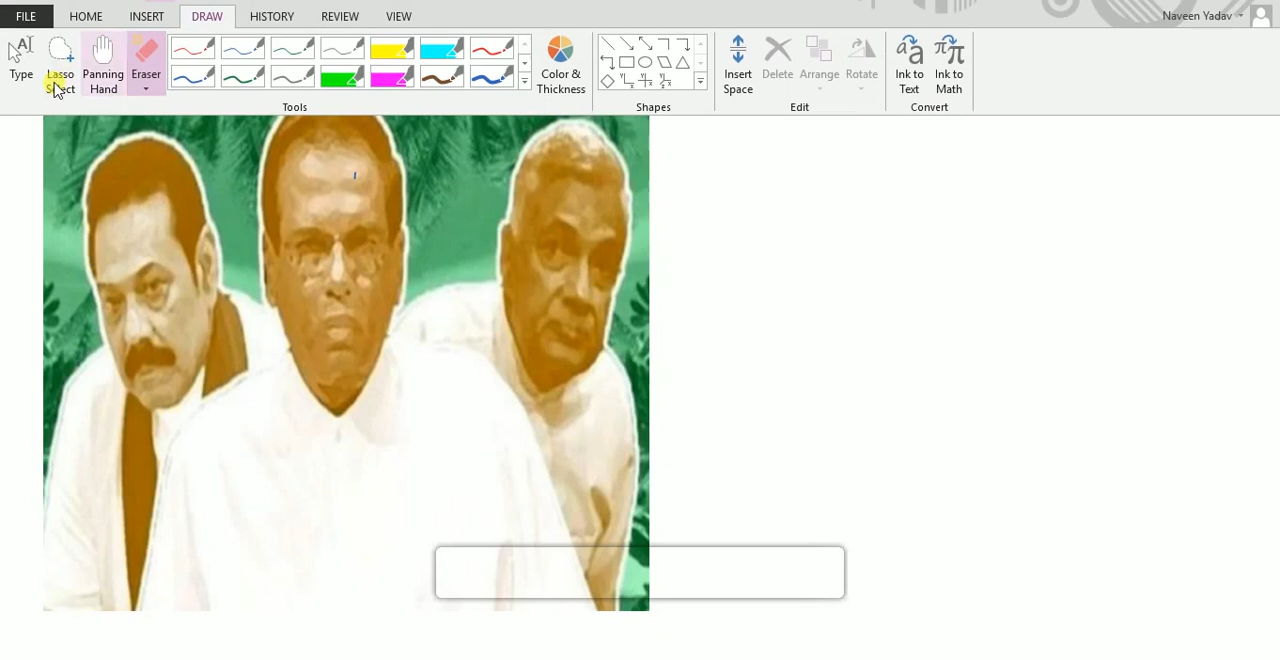 Naveen Yadav
FILE HOME INSERT DRAW HISTORY REVIEW VIEW
Type Lasso Select Panning Hand Eraser Color & Thickness Insert Space Delete Arrange Rotate Ink to Text Ink to Math
Tools Shapes Edit Convert